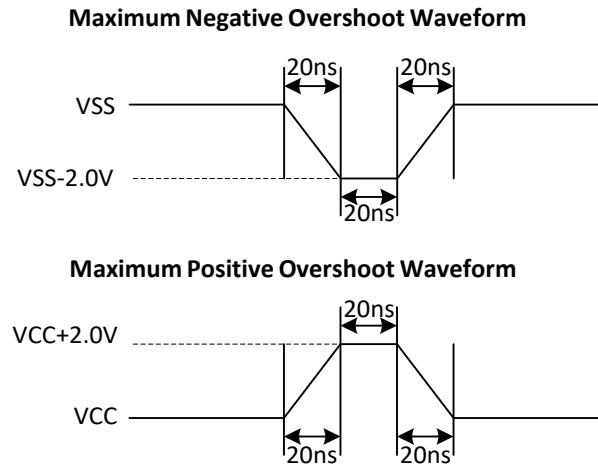 Maximum Negative Overshoot Waveform
20ns
20ns
VSS
VSS-2.0V
20ns
Maximum Positive Overshoot Waveform
20ns
VCC+2.0V
VCC
20ns
20ns